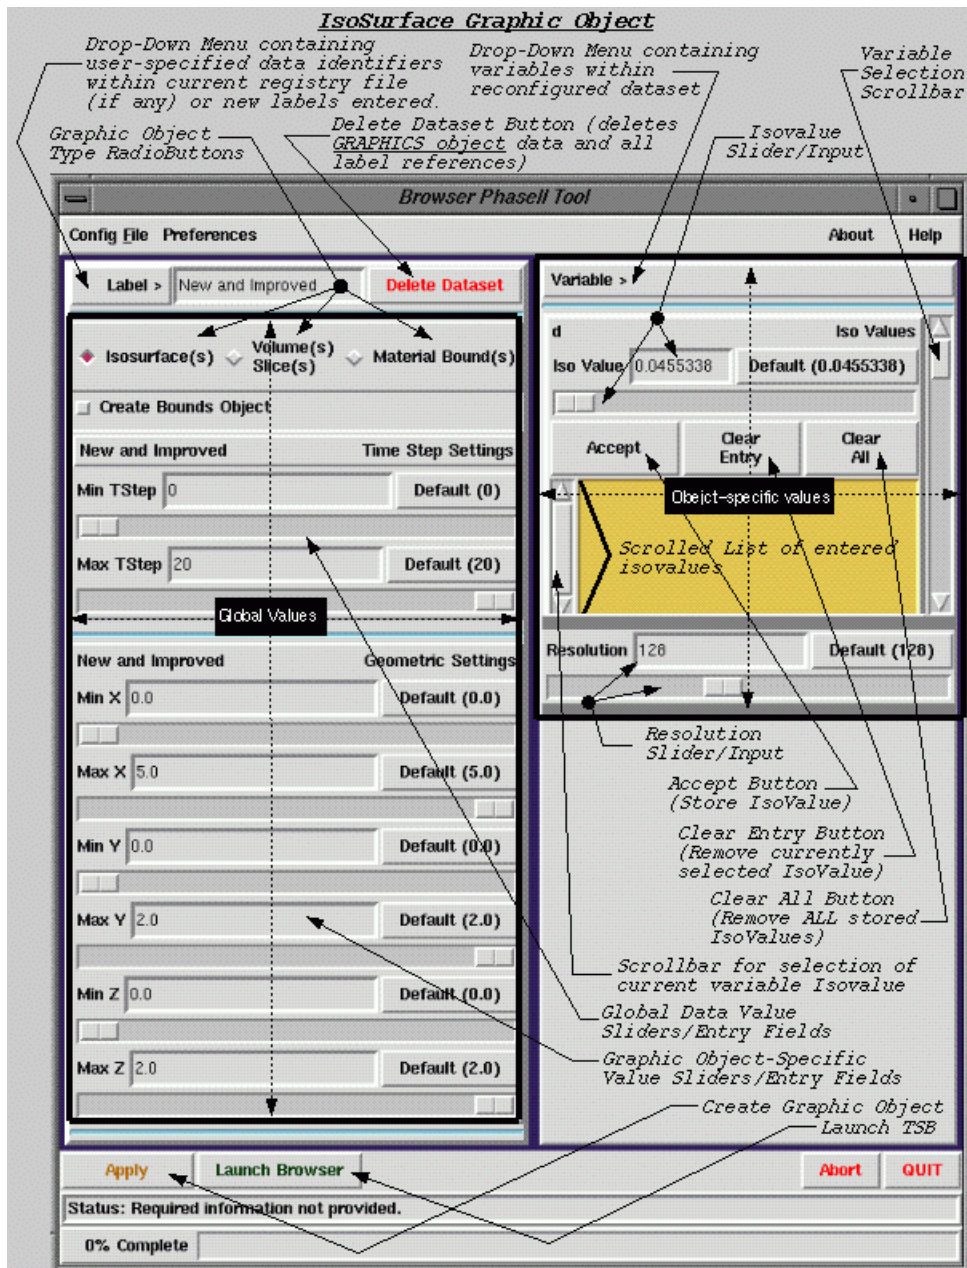 IsoSurface Graphic Object
Drop-Down Menu containing
user-specified data identifiers
within current registry file
(if any) or new labels entered.
Drop-Down Menu containing
variables within
reconfigured dataset
Variable
Selection
Scrollbar
Graphic Object
Type RadioButtons
Delete Dataset Button (deletes
GRAPHICS object data and all
label references)
Isovalue
Slider/Input
Browser PhaseII Tool
Config File Preferences About Help
Label > New and Improved Delete Dataset
Isosurface(s) Volume(s) Slice(s) Material Bound(s)
Create Bounds Object
New and Improved Time Step Settings
Min TStep 0 Default (0)
Max TStep 20 Default (20)
Global Values
New and Improved Geometric Settings
Min X 0.0 Default (0.0)
Max X 5.0 Default (5.0)
Min Y 0.0 Default (0.0)
Max Y 2.0 Default (2.0)
Min Z 0.0 Default (0.0)
Max Z 2.0 Default (2.0)
Variable >
d Iso Values
Iso Value 0.0455338 Default (0.0455338)
Accept Clear Entry Clear All
Obejct-specific values
Scrolled List of entered
isovalues
Resolution 128 Default (128)
Resolution
Slider/Input
Accept Button
(Store IsoValue)
Clear Entry Button
(Remove currently
selected IsoValue)
Clear All Button
(Remove ALL stored
IsoValues)
Scrollbar for selection of
current variable Isovalue
Global Data Value
Sliders/Entry Fields
Graphic Object-Specific
Value Sliders/Entry Fields
Create Graphic Object
Launch TSB
Apply Launch Browser Abort QUIT
Status: Required information not provided.
0% Complete